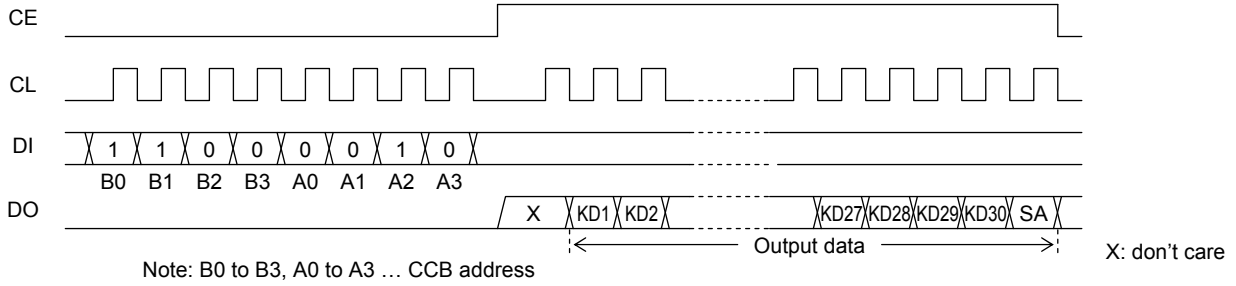 CE
CL
DI 1 1 0 0 0 0 1 0
B0 B1 B2 B3 A0 A1 A2 A3
DO X KD1 KD2 KD27 KD28 KD29 KD30 SA
Output data
X: don’t care
Note: B0 to B3, A0 to A3 … CCB address